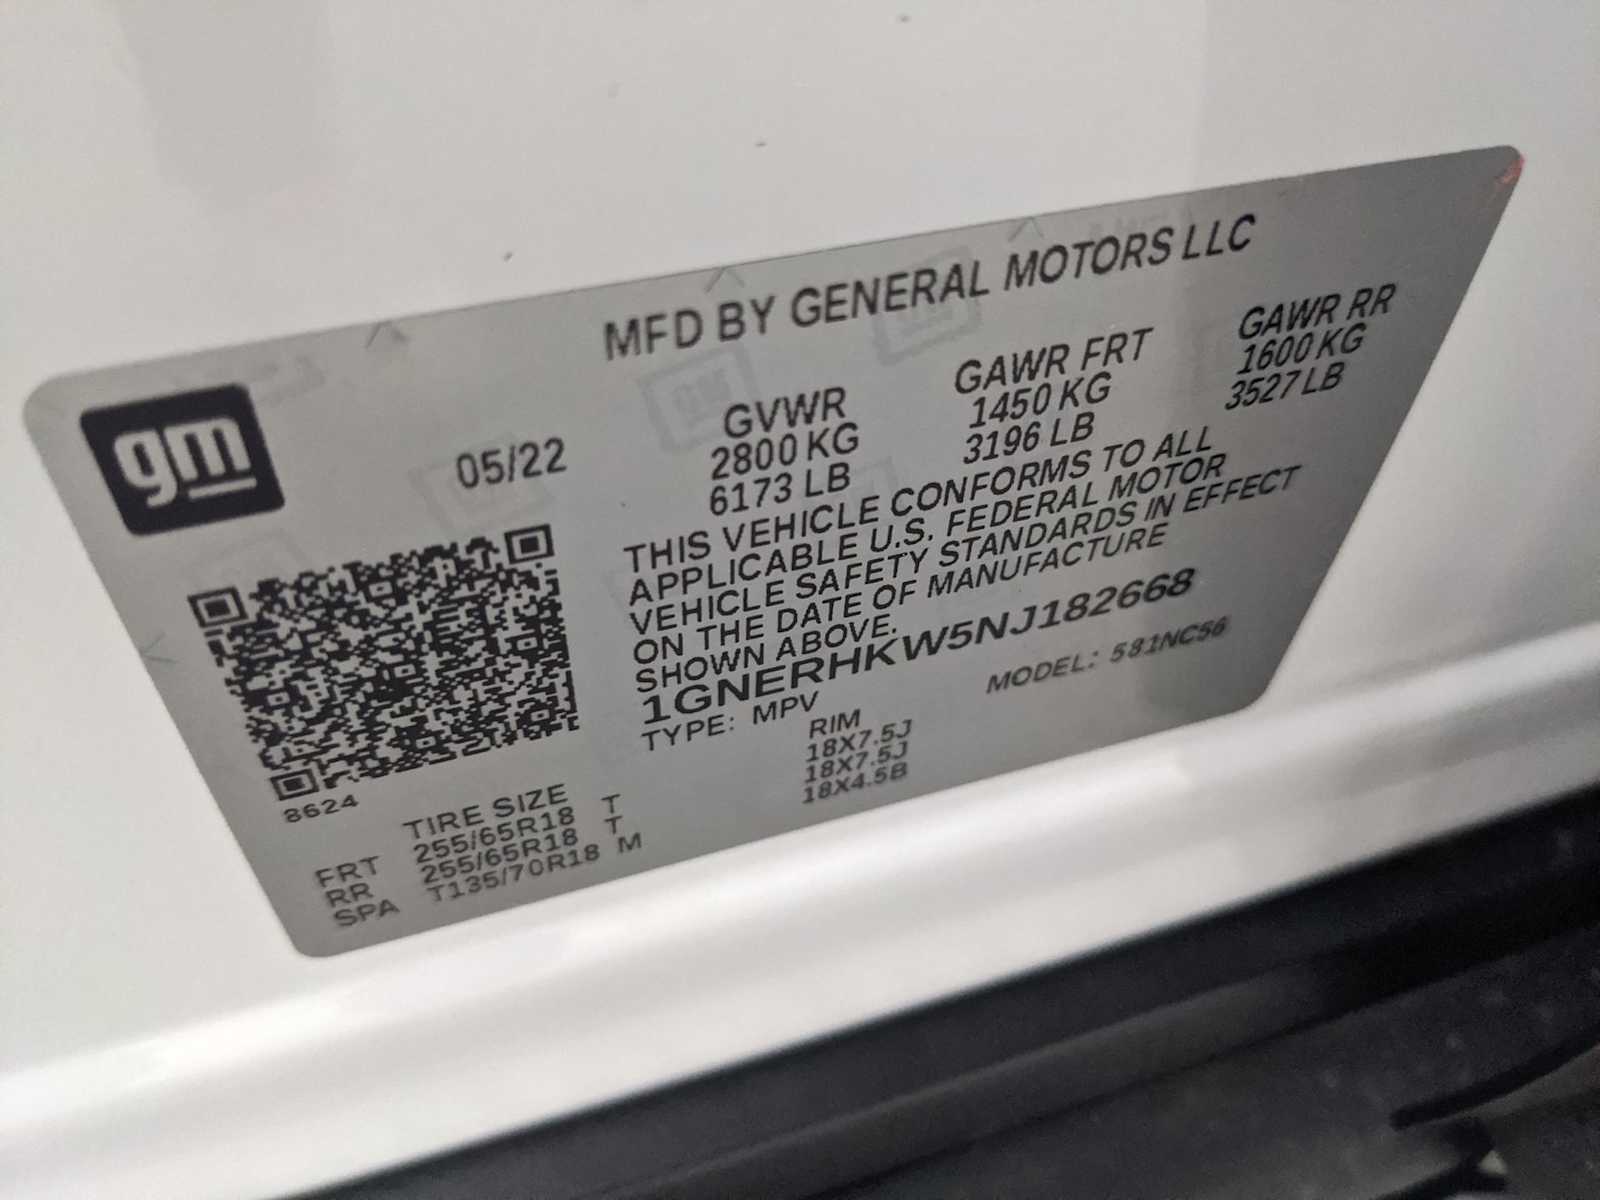 MFD BY GENERAL MOTORS LLC
gm
05/22
GVWR
2800 KG
6173 LB
GAWR FRT
1450 KG
3196 LB
GAWR RR
1600 KG
3527 LB
THIS VEHICLE CONFORMS TO ALL
APPLICABLE U.S. FEDERAL MOTOR
VEHICLE SAFETY STANDARDS IN EFFECT
ON THE DATE OF MANUFACTURE
SHOWN ABOVE.
1GNERHKW5NJ182668
TYPE: MPV
MODEL: 581NC56
8624
TIRE SIZE RIM
FRT 255/65R18 T 18X7.5J
RR 255/65R18 T 18X7.5J
SPA T135/70R18 M 18X4.5B